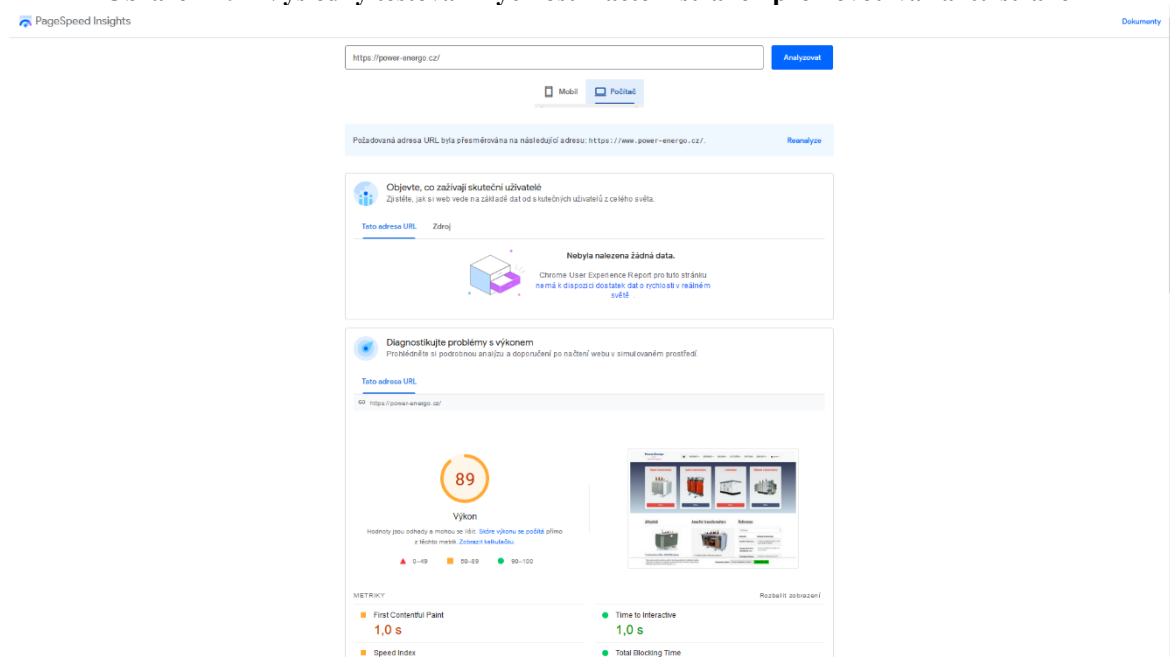 PageSpeed Insights
Dokumenty
https://power-energo.cz/
Analyzovat
Mobil
Počítač
Požadovaná adresa URL byla přesměrována na následující adresu: https://www.power-energo.cz/.
Reanalyze
Objevte, co zažívají skuteční uživatelé
Zjistěte, jak si web vede na základě dat od skutečných uživatelů z celého světa.
Tato adresa URL
Zdroj
Nebyla nalezena žádná data.
Chrome User Experience Report pro tuto stránku
nemá k dispozici dostatek dat o rychlosti v reálném
světě .
Diagnostikujte problémy s výkonem
Prohlédněte si podrobnou analýzu a doporučení po načtení webu v simulovaném prostředí.
Tato adresa URL
https://power-energo.cz/
89
Výkon
Hodnoty jsou odhady a mohou se lišit. Skóre výkonu se počítá přímo
z těchto metrik. Zobrazit kalkulačku.
0–49
50–89
90–100
METRIKY
Rozbalit zobrazení
First Contentful Paint
1,0 s
Time to Interactive
1,0 s
Speed Index
Total Blocking Time